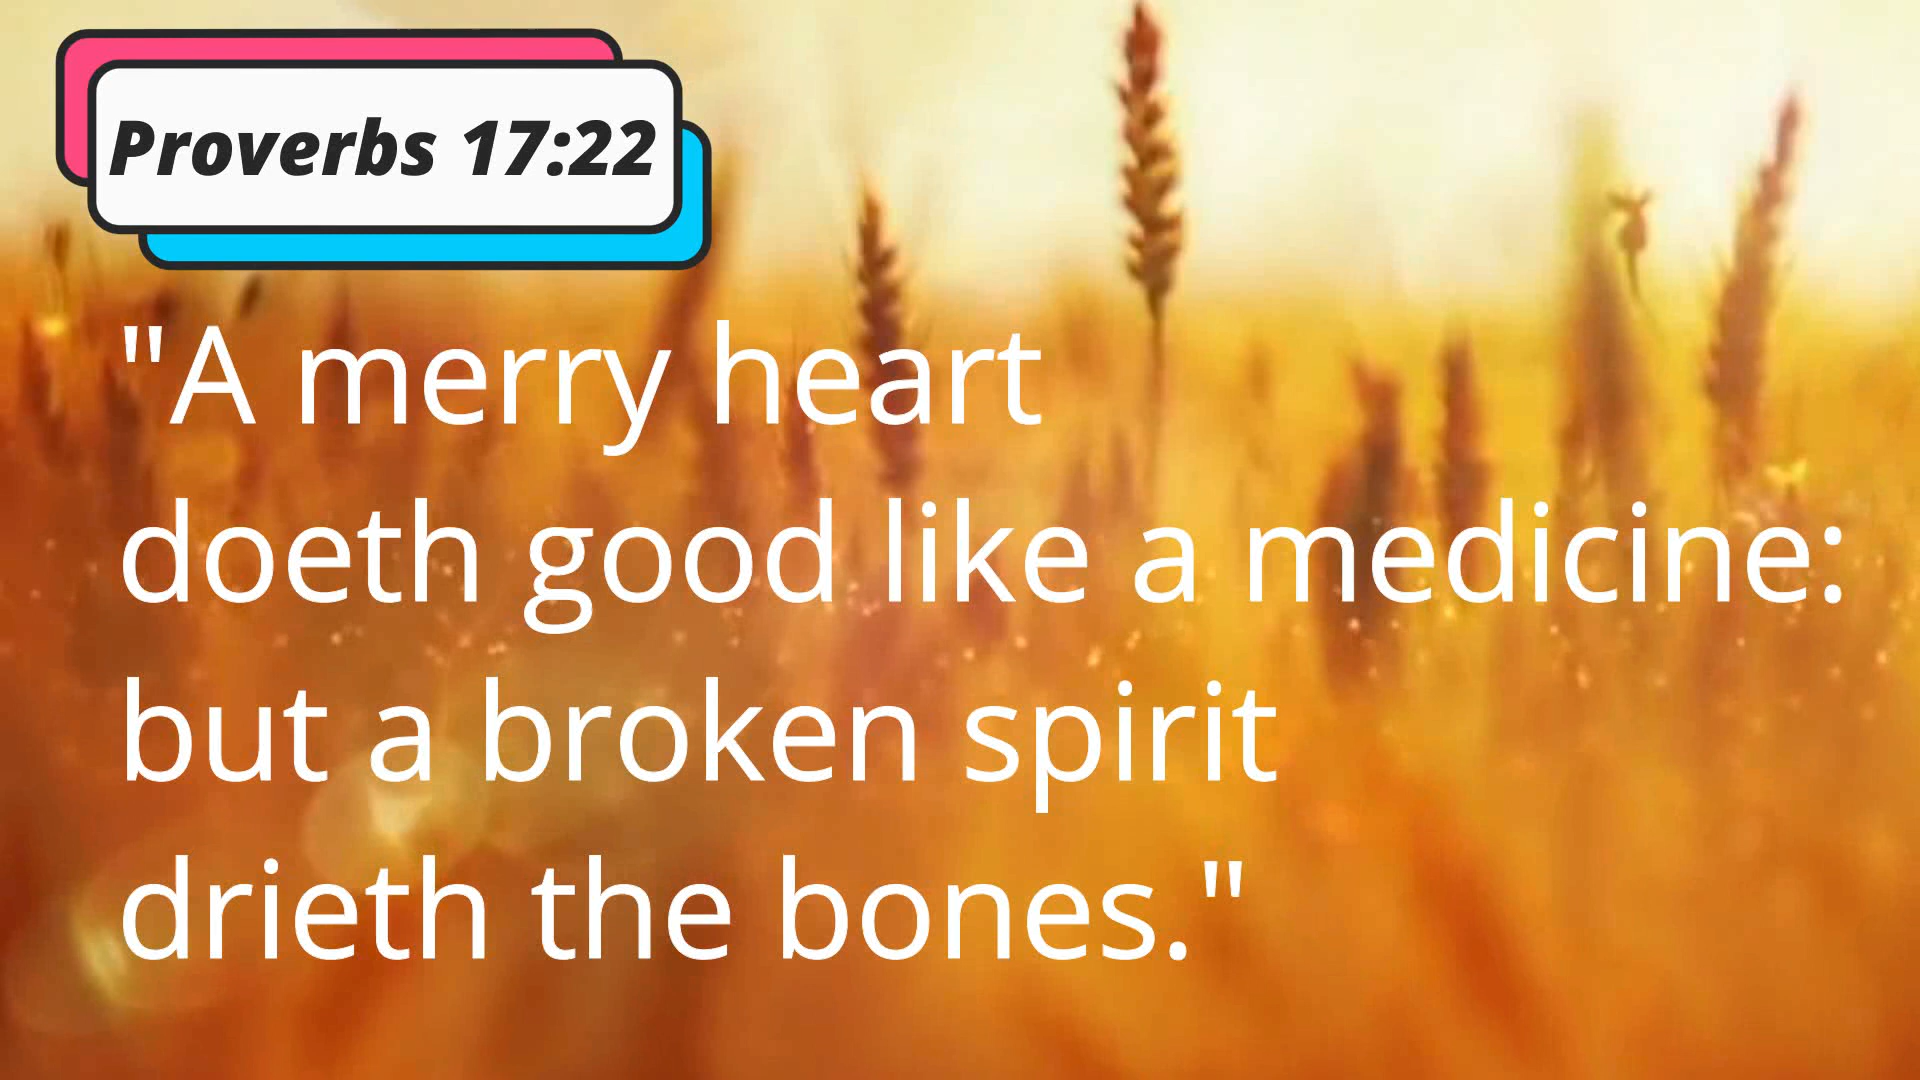 Proverbs 17:22
"A merry heart
doeth good like a medicine:
but a broken spirit
drieth the bones."